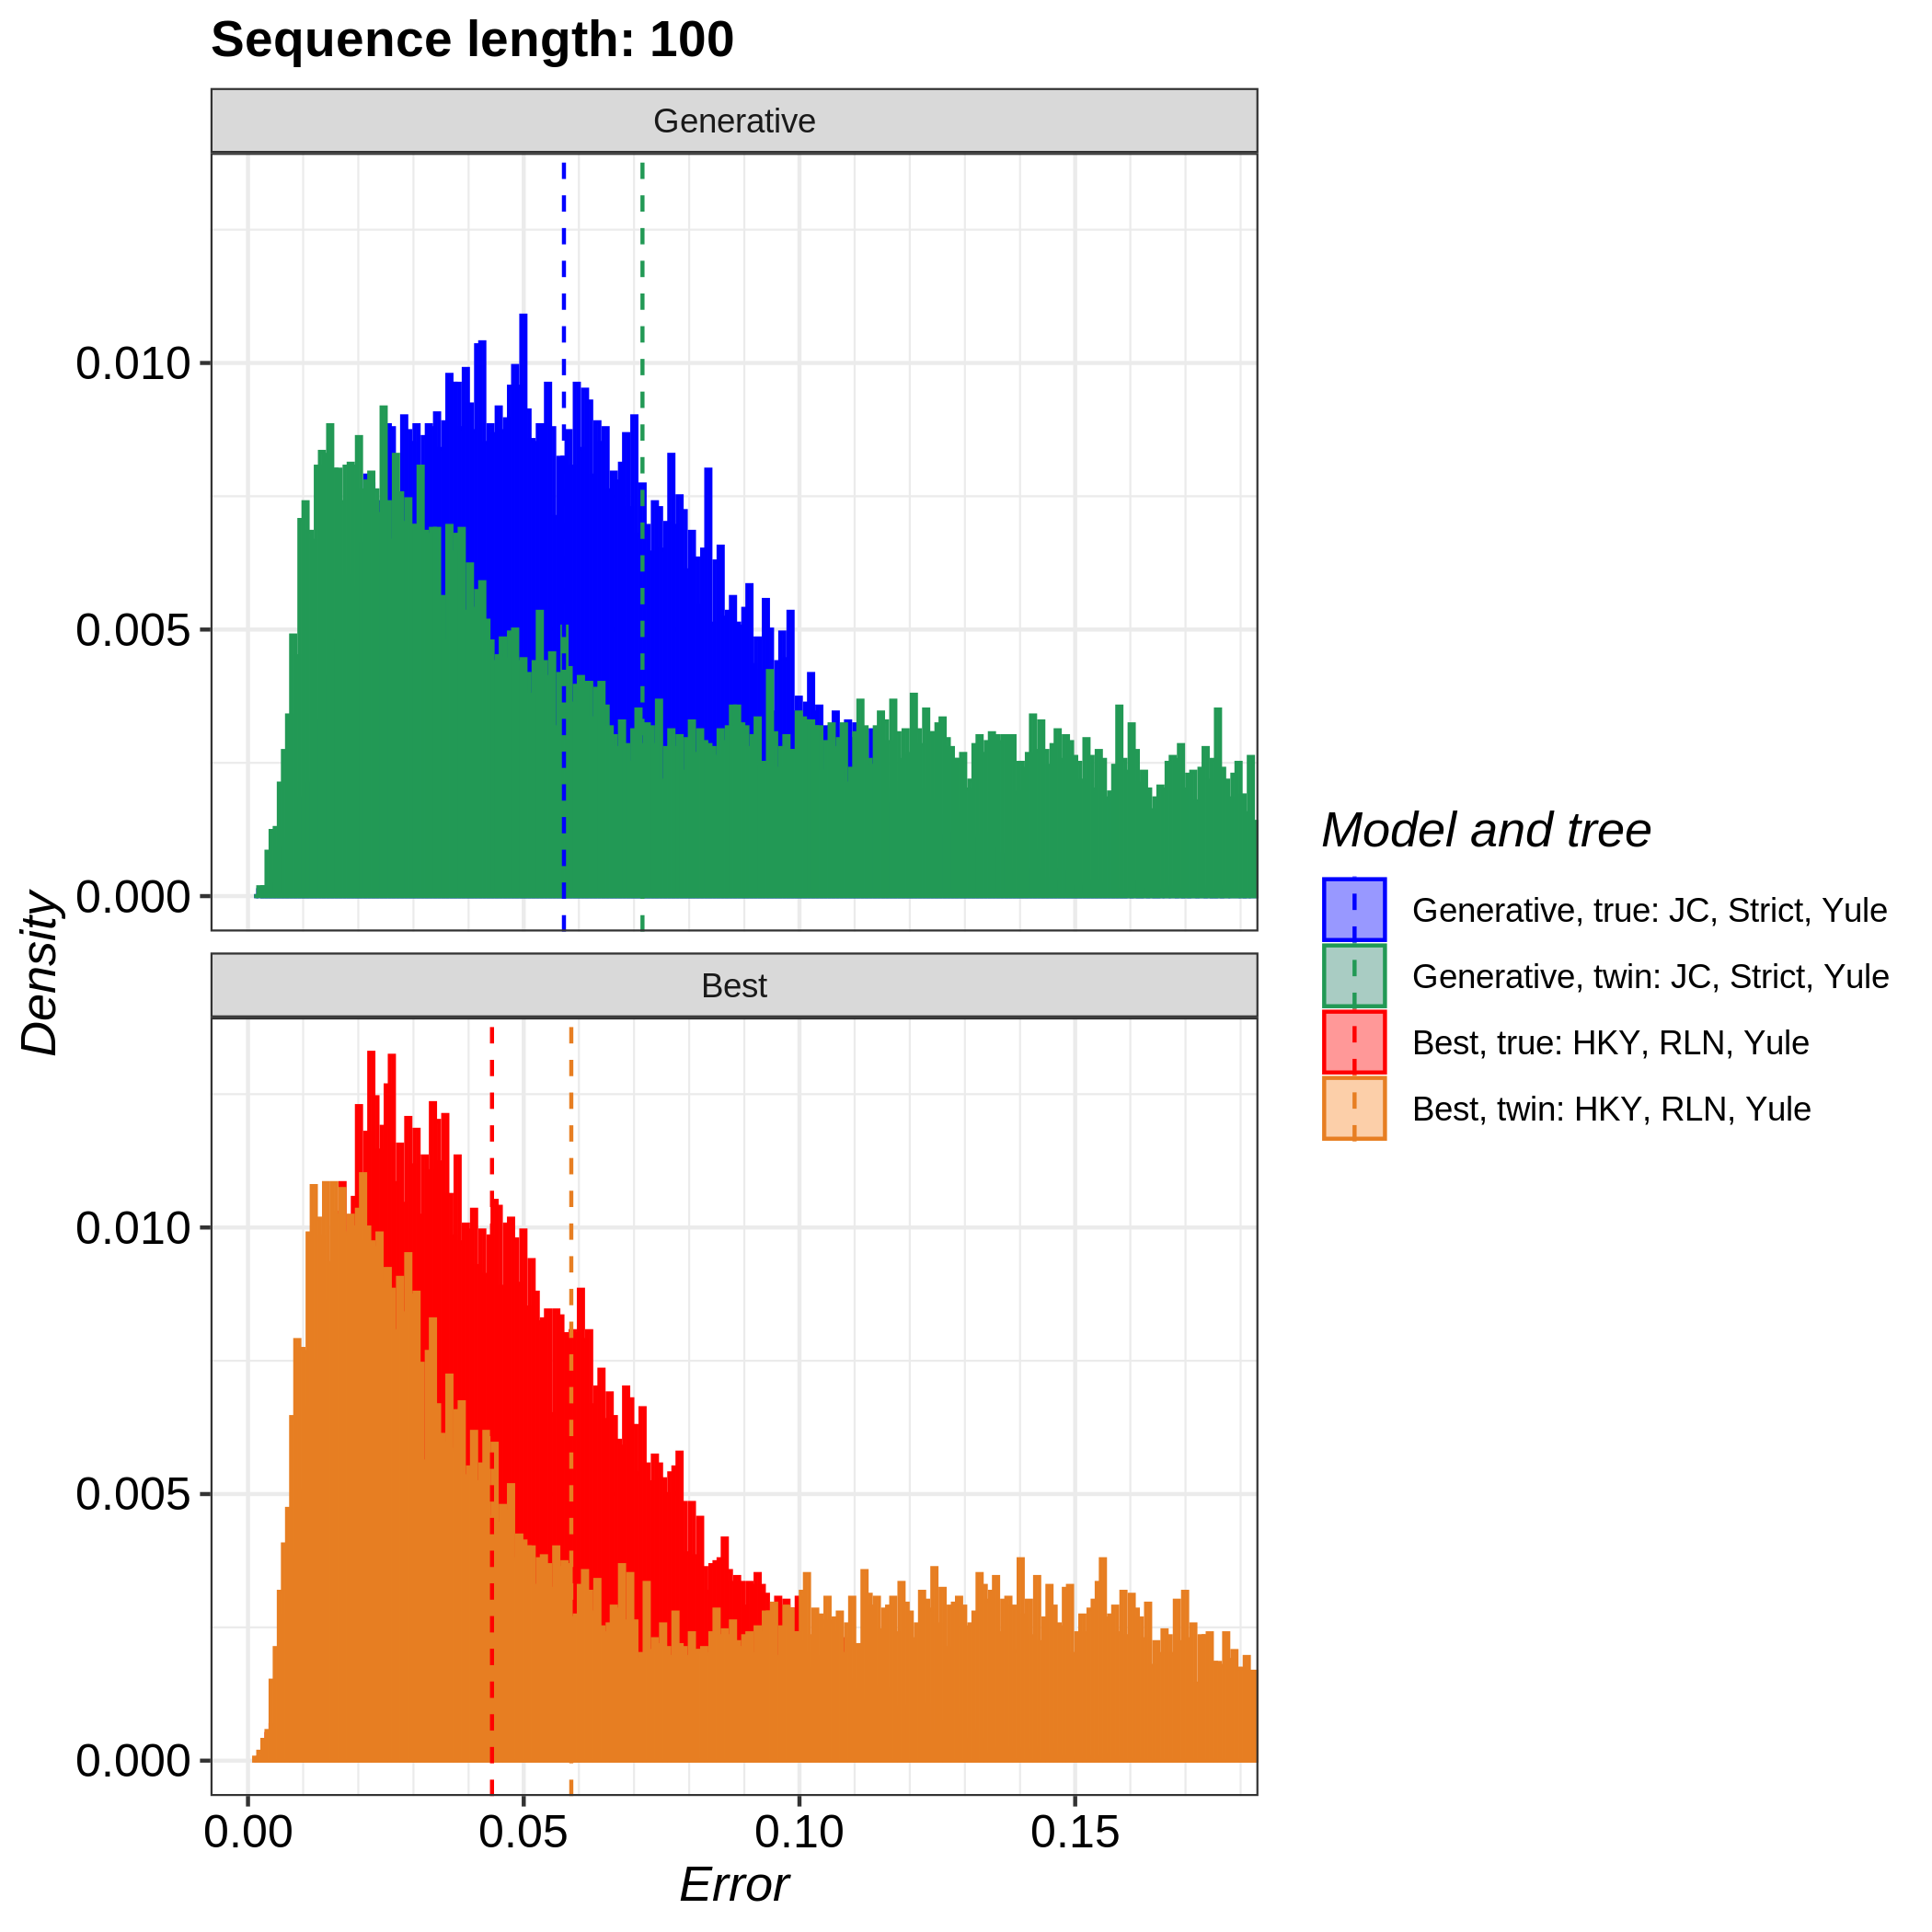 Sequence length: 100
Generative
0.010
0.005
0.000
Density
Best
0.010
0.005
0.000
0.00 0.05 0.10 0.15
Error
Model and tree
Generative, true: JC, Strict, Yule
Generative, twin: JC, Strict, Yule
Best, true: HKY, RLN, Yule
Best, twin: HKY, RLN, Yule